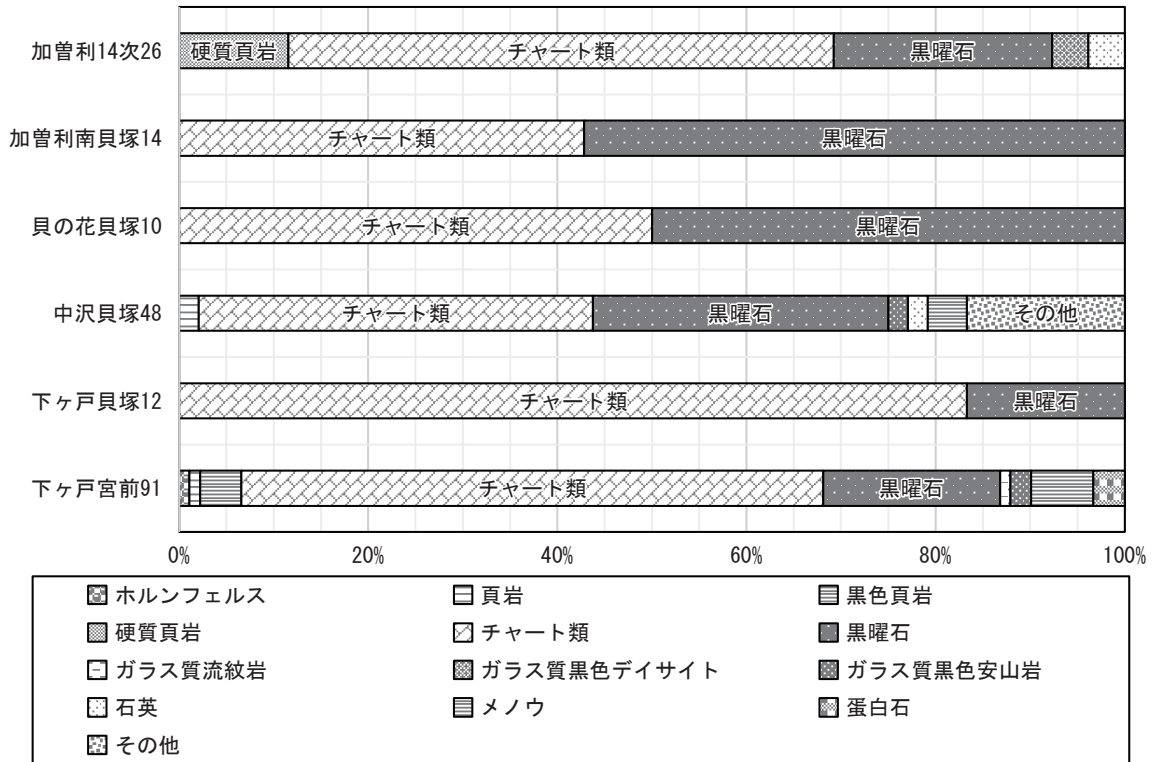 加曽利14次26
硬質頁岩 チャート類 黒曜石
加曽利南貝塚14
チャート類 黒曜石
貝の花貝塚10
チャート類 黒曜石
中沢貝塚48
チャート類 黒曜石 その他
下ヶ戸貝塚12
チャート類 黒曜石
下ヶ戸宮前91
チャート類 黒曜石
0% 20% 40% 60% 80% 100%
ホルンフェルス 頁岩 黒色頁岩
硬質頁岩 チャート類 黒曜石
ガラス質流紋岩 ガラス質黒色デイサイト ガラス質黒色安山岩
石英 メノウ 蛋白石
その他